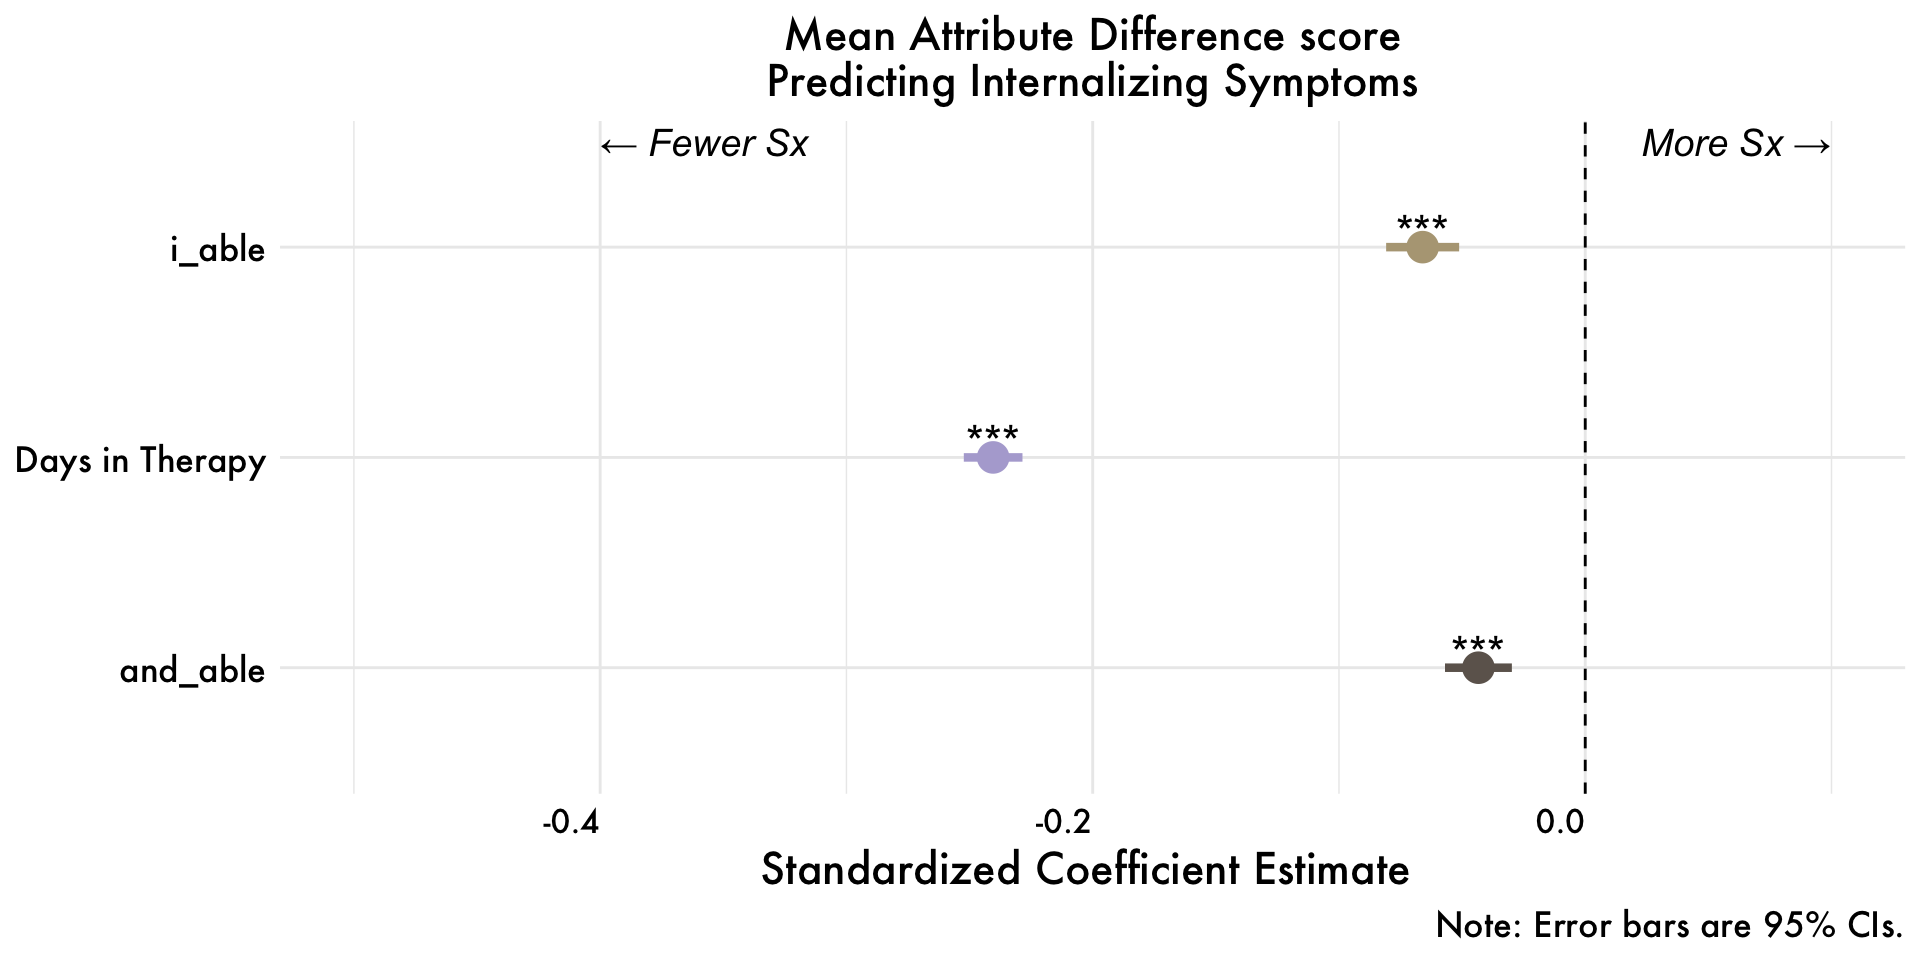 Mean Attribute Difference score
Predicting Internalizing Symptoms
← Fewer Sx
More Sx →
***
i_able
***
Days in Therapy
***
and_able
-0.4
-0.2
0.0
Standardized Coefficient Estimate
Note: Error bars are 95% CIs.